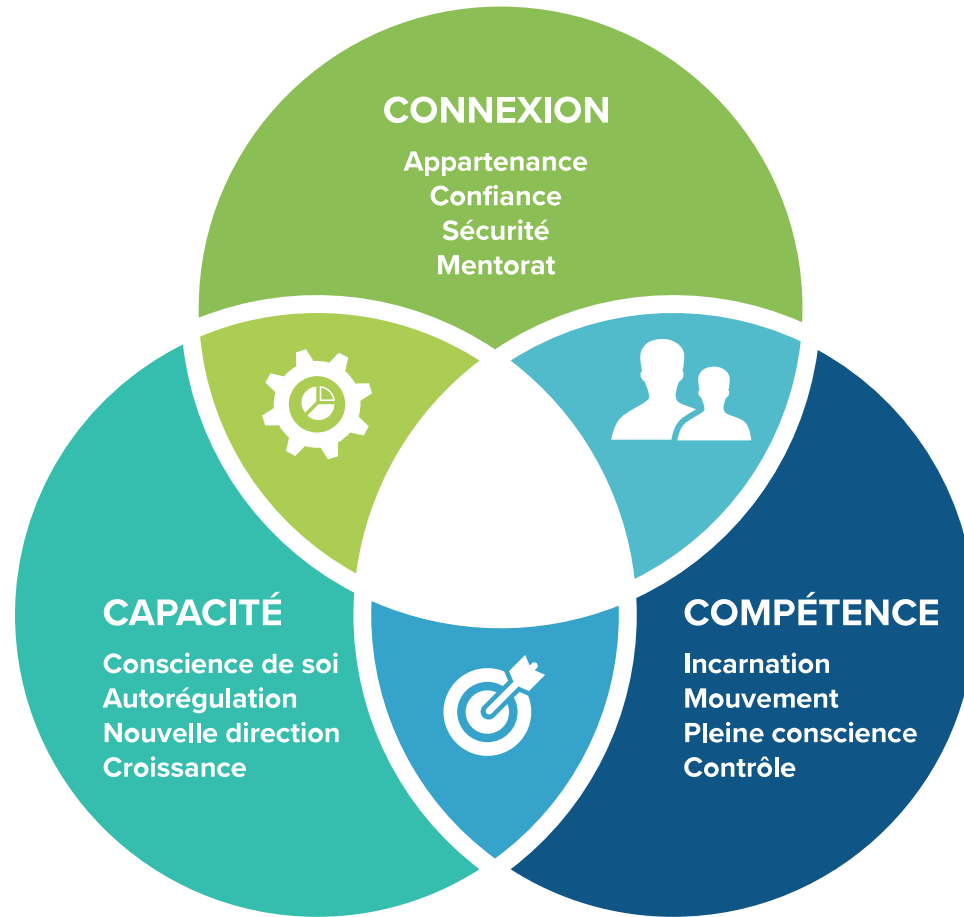 CONNEXION
Appartenance
Confiance
Sécurité
Mentorat
CAPACITÉ
Conscience de soi
Autorégulation
Nouvelle direction
Croissance
COMPÉTENCE
Incarnation
Mouvement
Pleine conscience
Contrôle